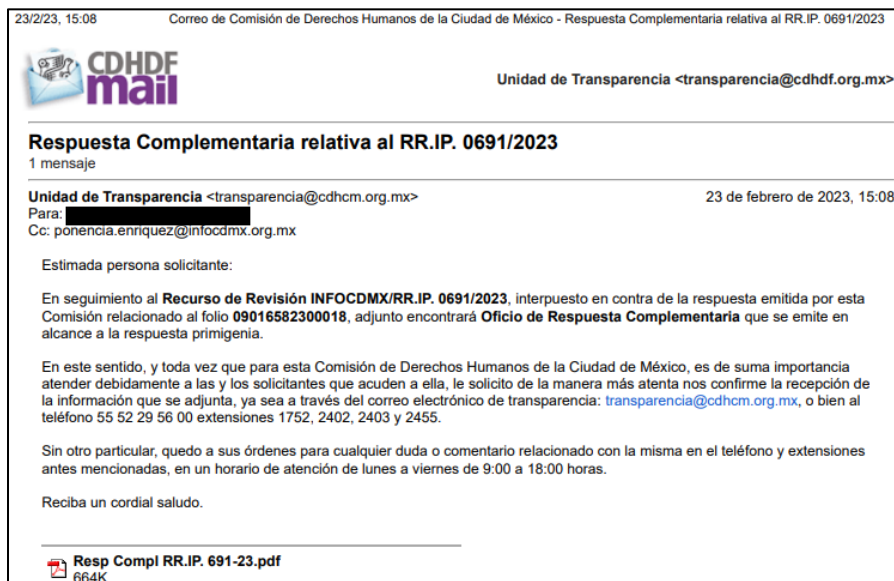 23/2/23, 15:08 Correo de Comisión de Derechos Humanos de la Ciudad de México - Respuesta Complementaria relativa al RR.IP. 0691/2023
CDHDF
mail
Unidad de Transparencia <transparencia@cdhdf.org.mx>
Respuesta Complementaria relativa al RR.IP. 0691/2023
1 mensaje
Unidad de Transparencia <transparencia@cdhcm.org.mx> 23 de febrero de 2023, 15:08
Para:
Cc: ponencia.enriquez@infocdmx.org.mx
Estimada persona solicitante:
En seguimiento al Recurso de Revisión INFOCDMX/RR.IP. 0691/2023, interpuesto en contra de la respuesta emitida por esta
Comisión relacionado al folio 09016582300018, adjunto encontrará Oficio de Respuesta Complementaria que se emite en
alcance a la respuesta primigenia.
En este sentido, y toda vez que para esta Comisión de Derechos Humanos de la Ciudad de México, es de suma importancia
atender debidamente a las y los solicitantes que acuden a ella, le solicito de la manera más atenta nos confirme la recepción de
la información que se adjunta, ya sea a través del correo electrónico de transparencia: transparencia@cdhcm.org.mx, o bien al
teléfono 55 52 29 56 00 extensiones 1752, 2402, 2403 y 2455.
Sin otro particular, quedo a sus órdenes para cualquier duda o comentario relacionado con la misma en el teléfono y extensiones
antes mencionadas, en un horario de atención de lunes a viernes de 9:00 a 18:00 horas.
Reciba un cordial saludo.
Resp Compl RR.IP. 691-23.pdf
664K